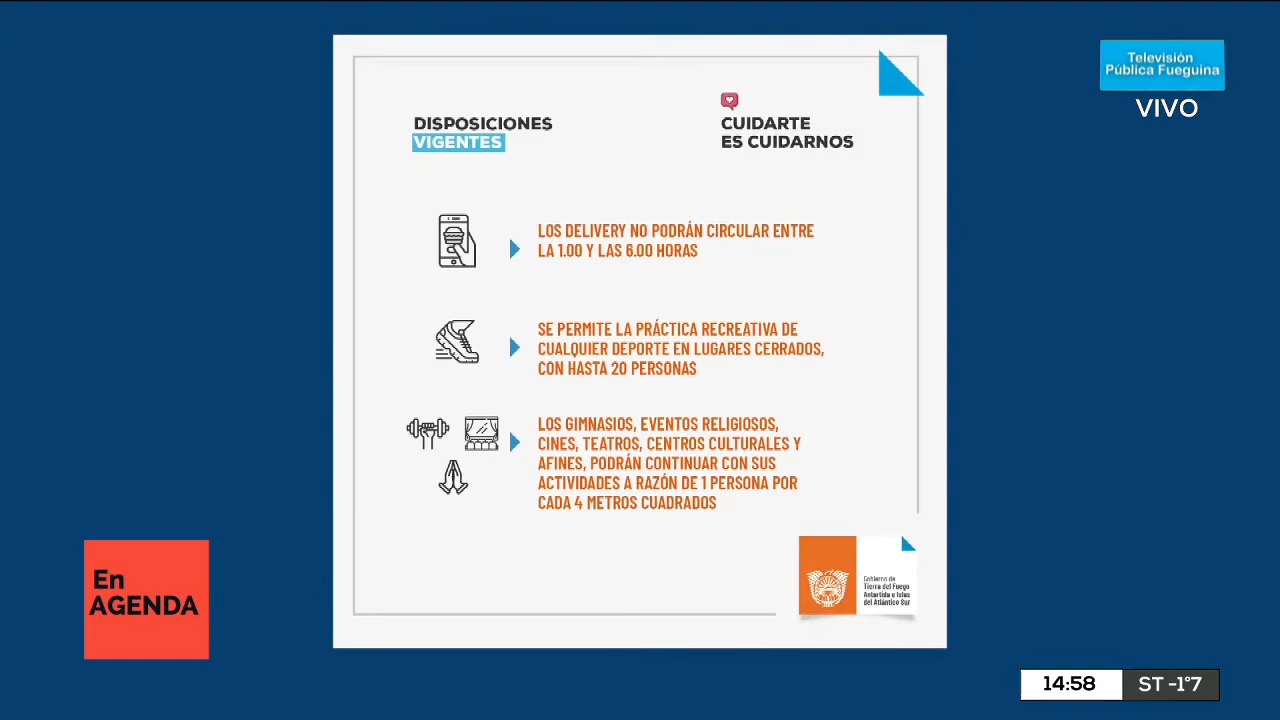 Televisión
Pública Fueguina
VIVO
DISPOSICIONES
VIGENTES
CUIDARTE
ES CUIDARNOS
LOS DELIVERY NO PODRÁN CIRCULAR ENTRE
LA 1.00 Y LAS 6.00 HORAS
SE PERMITE LA PRÁCTICA RECREATIVA DE
CUALQUIER DEPORTE EN LUGARES CERRADOS,
CON HASTA 20 PERSONAS
LOS GIMNASIOS, EVENTOS RELIGIOSOS,
CINES, TEATROS, CENTROS CULTURALES Y
AFINES, PODRÁN CONTINUAR CON SUS
ACTIVIDADES A RAZÓN DE 1 PERSONA POR
CADA 4 METROS CUADRADOS
Gobierno de
Tierra del Fuego
Antártida e Islas
del Atlántico Sur
En
AGENDA
14:58 ST -1°7